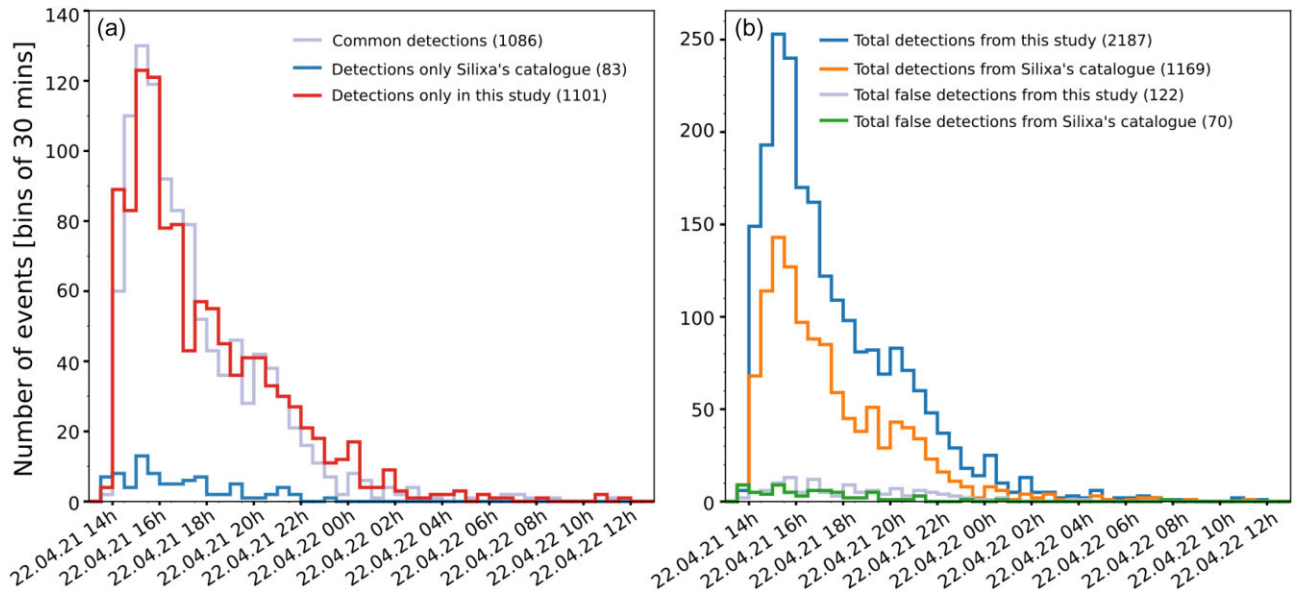 (a)
Common detections (1086)
Detections only Silixa's catalogue (83)
Detections only in this study (1101)
Number of events [bins of 30 mins]
140
120
100
80
60
40
20
0
22.04.21 14h
22.04.21 16h
22.04.21 18h
22.04.21 20h
22.04.21 22h
22.04.22 00h
22.04.22 02h
22.04.22 04h
22.04.22 06h
22.04.22 08h
22.04.22 10h
22.04.22 12h
(b)
Total detections from this study (2187)
Total detections from Silixa's catalogue (1169)
Total false detections from this study (122)
Total false detections from Silixa's catalogue (70)
250
200
150
100
50
0
22.04.21 14h
22.04.21 16h
22.04.21 18h
22.04.21 20h
22.04.21 22h
22.04.22 00h
22.04.22 02h
22.04.22 04h
22.04.22 06h
22.04.22 08h
22.04.22 10h
22.04.22 12h